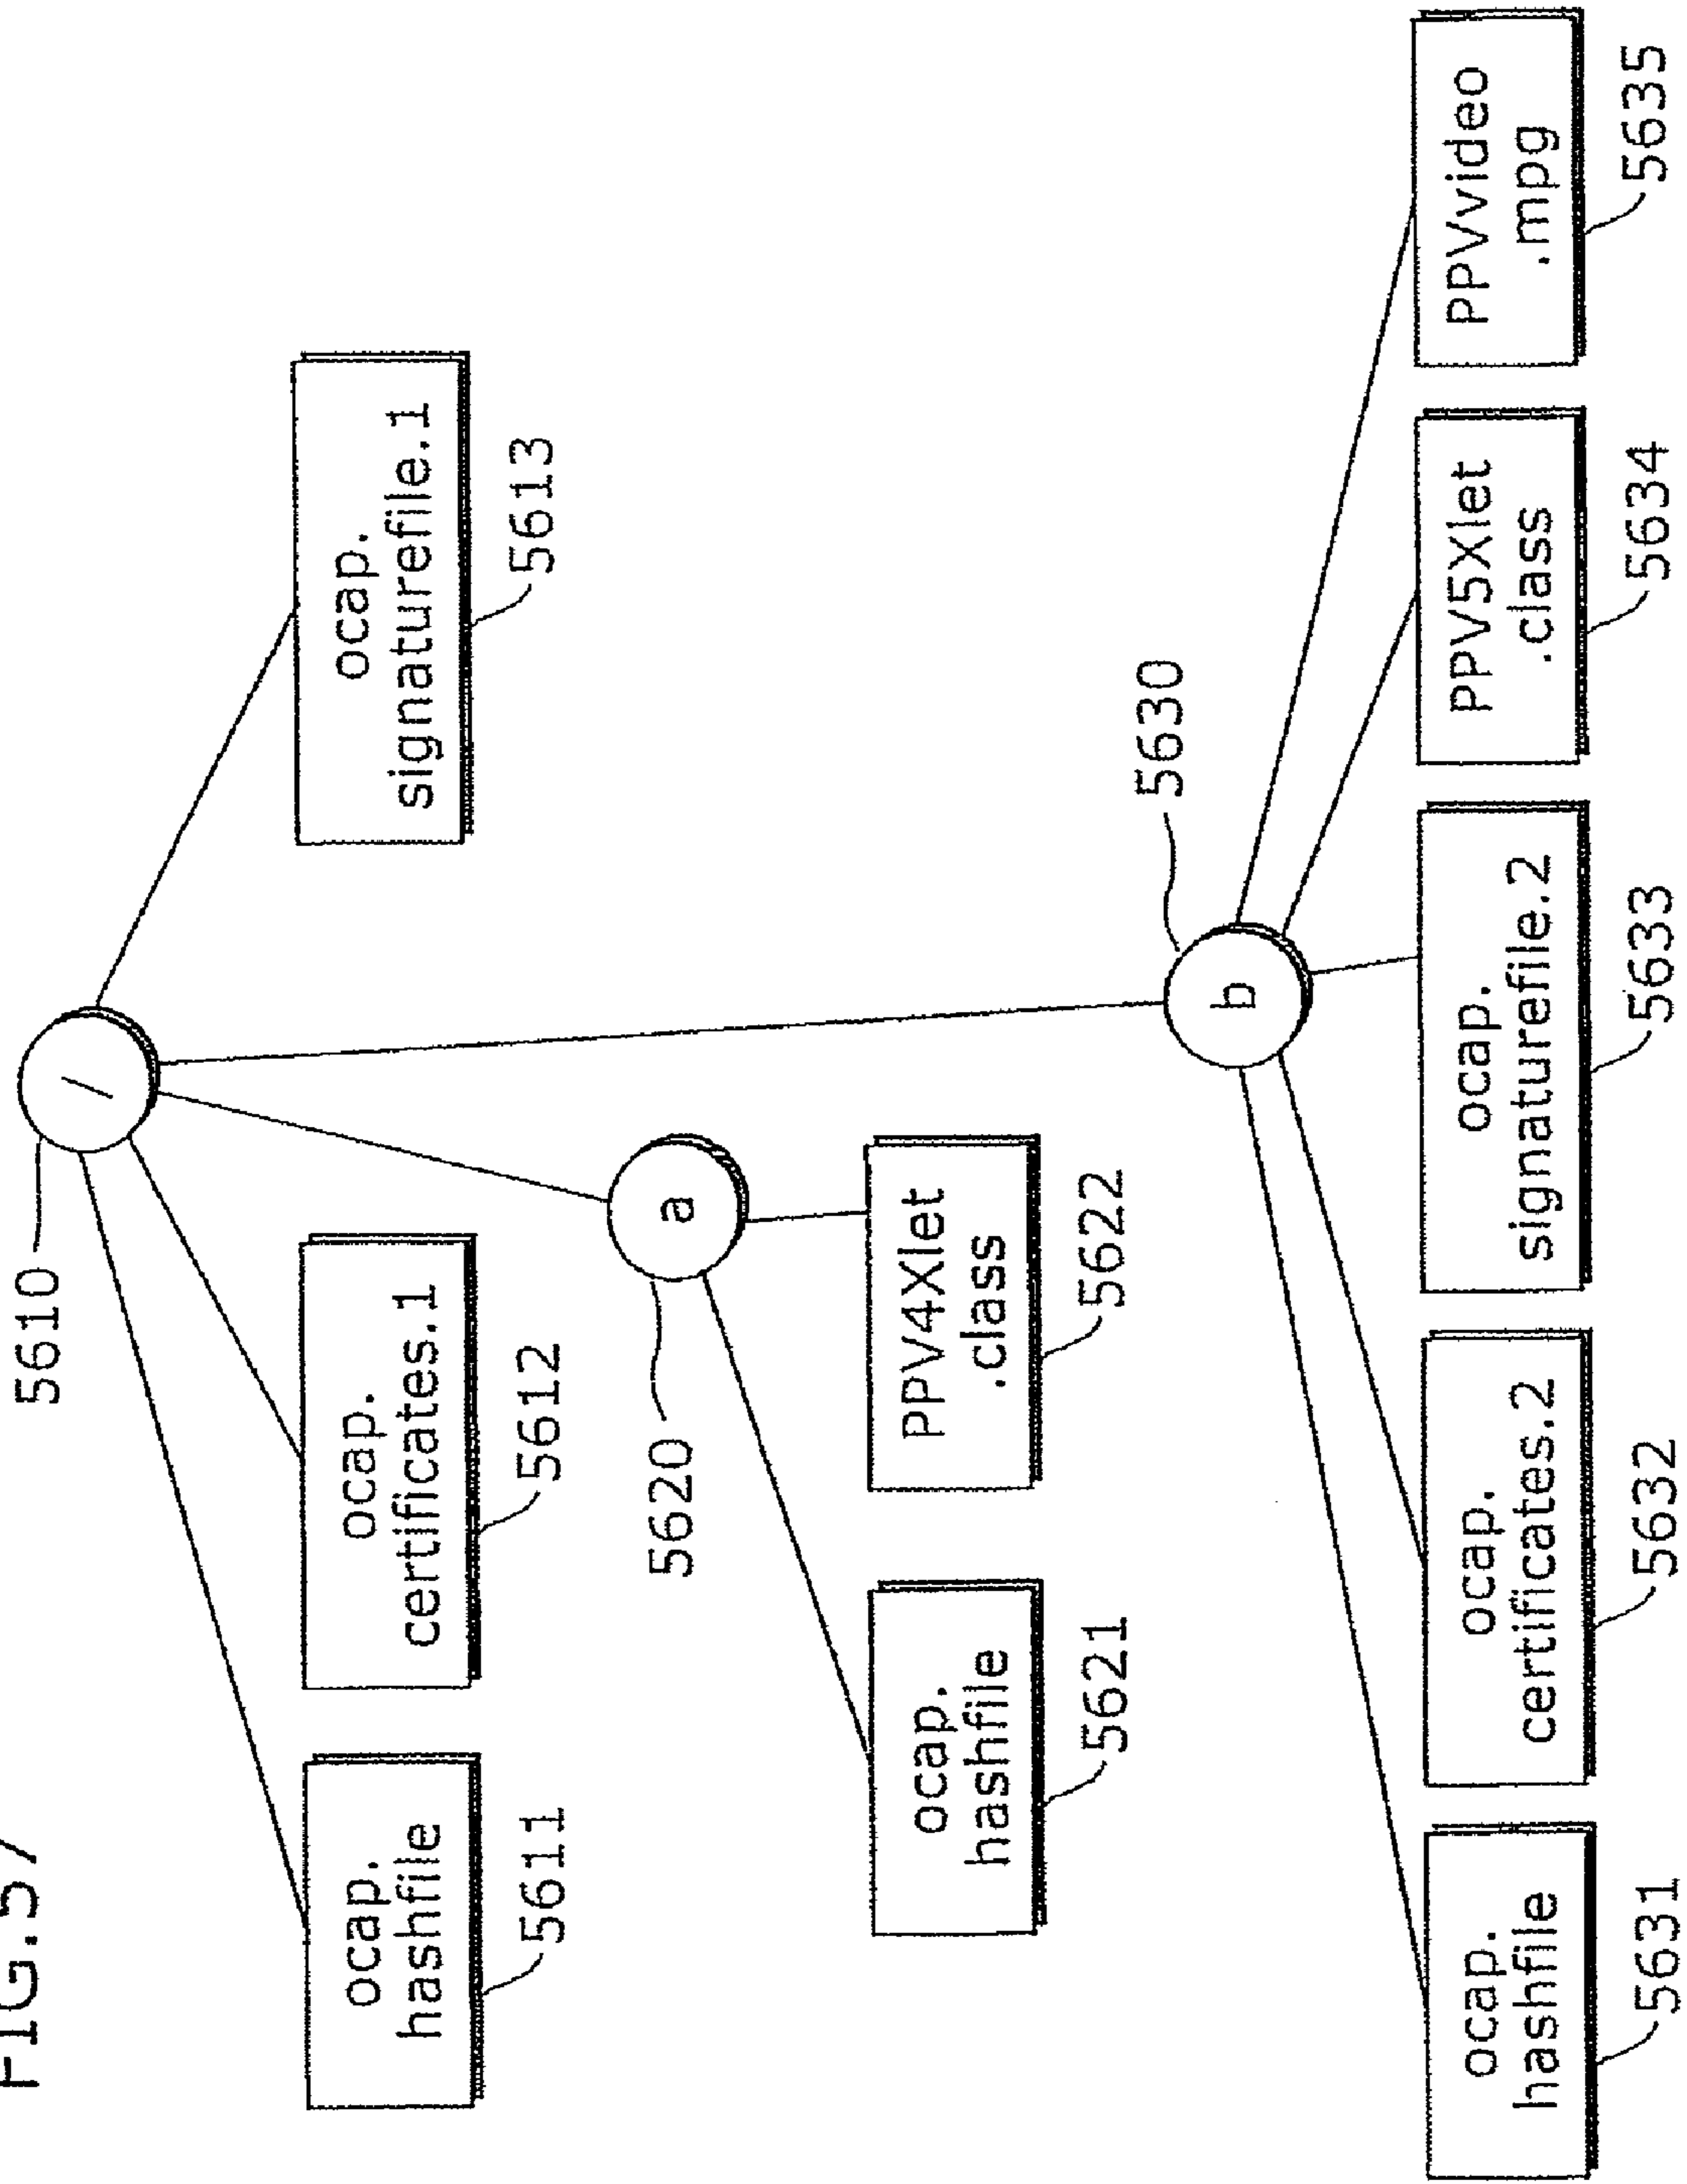 FIG.57
5610
/
ocap.
hashfile
5611
ocap.
certificates.1
5612
ocap.
signaturefile.1
5613
5620
a
ocap.
hashfile
5621
PPV4Xlet
.class
5622
5630
b
ocap.
hashfile
5631
ocap.
certificates.2
5632
ocap.
signaturefile.2
5633
PPV5Xlet
.class
5634
PPVvideo
.mpg
5635